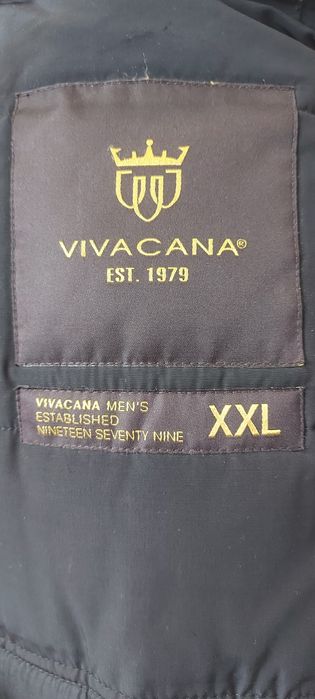 VIVACANA®
EST. 1979
VIVACANA MEN'S
ESTABLISHED
NINETEEN SEVENTY NINE
XXL